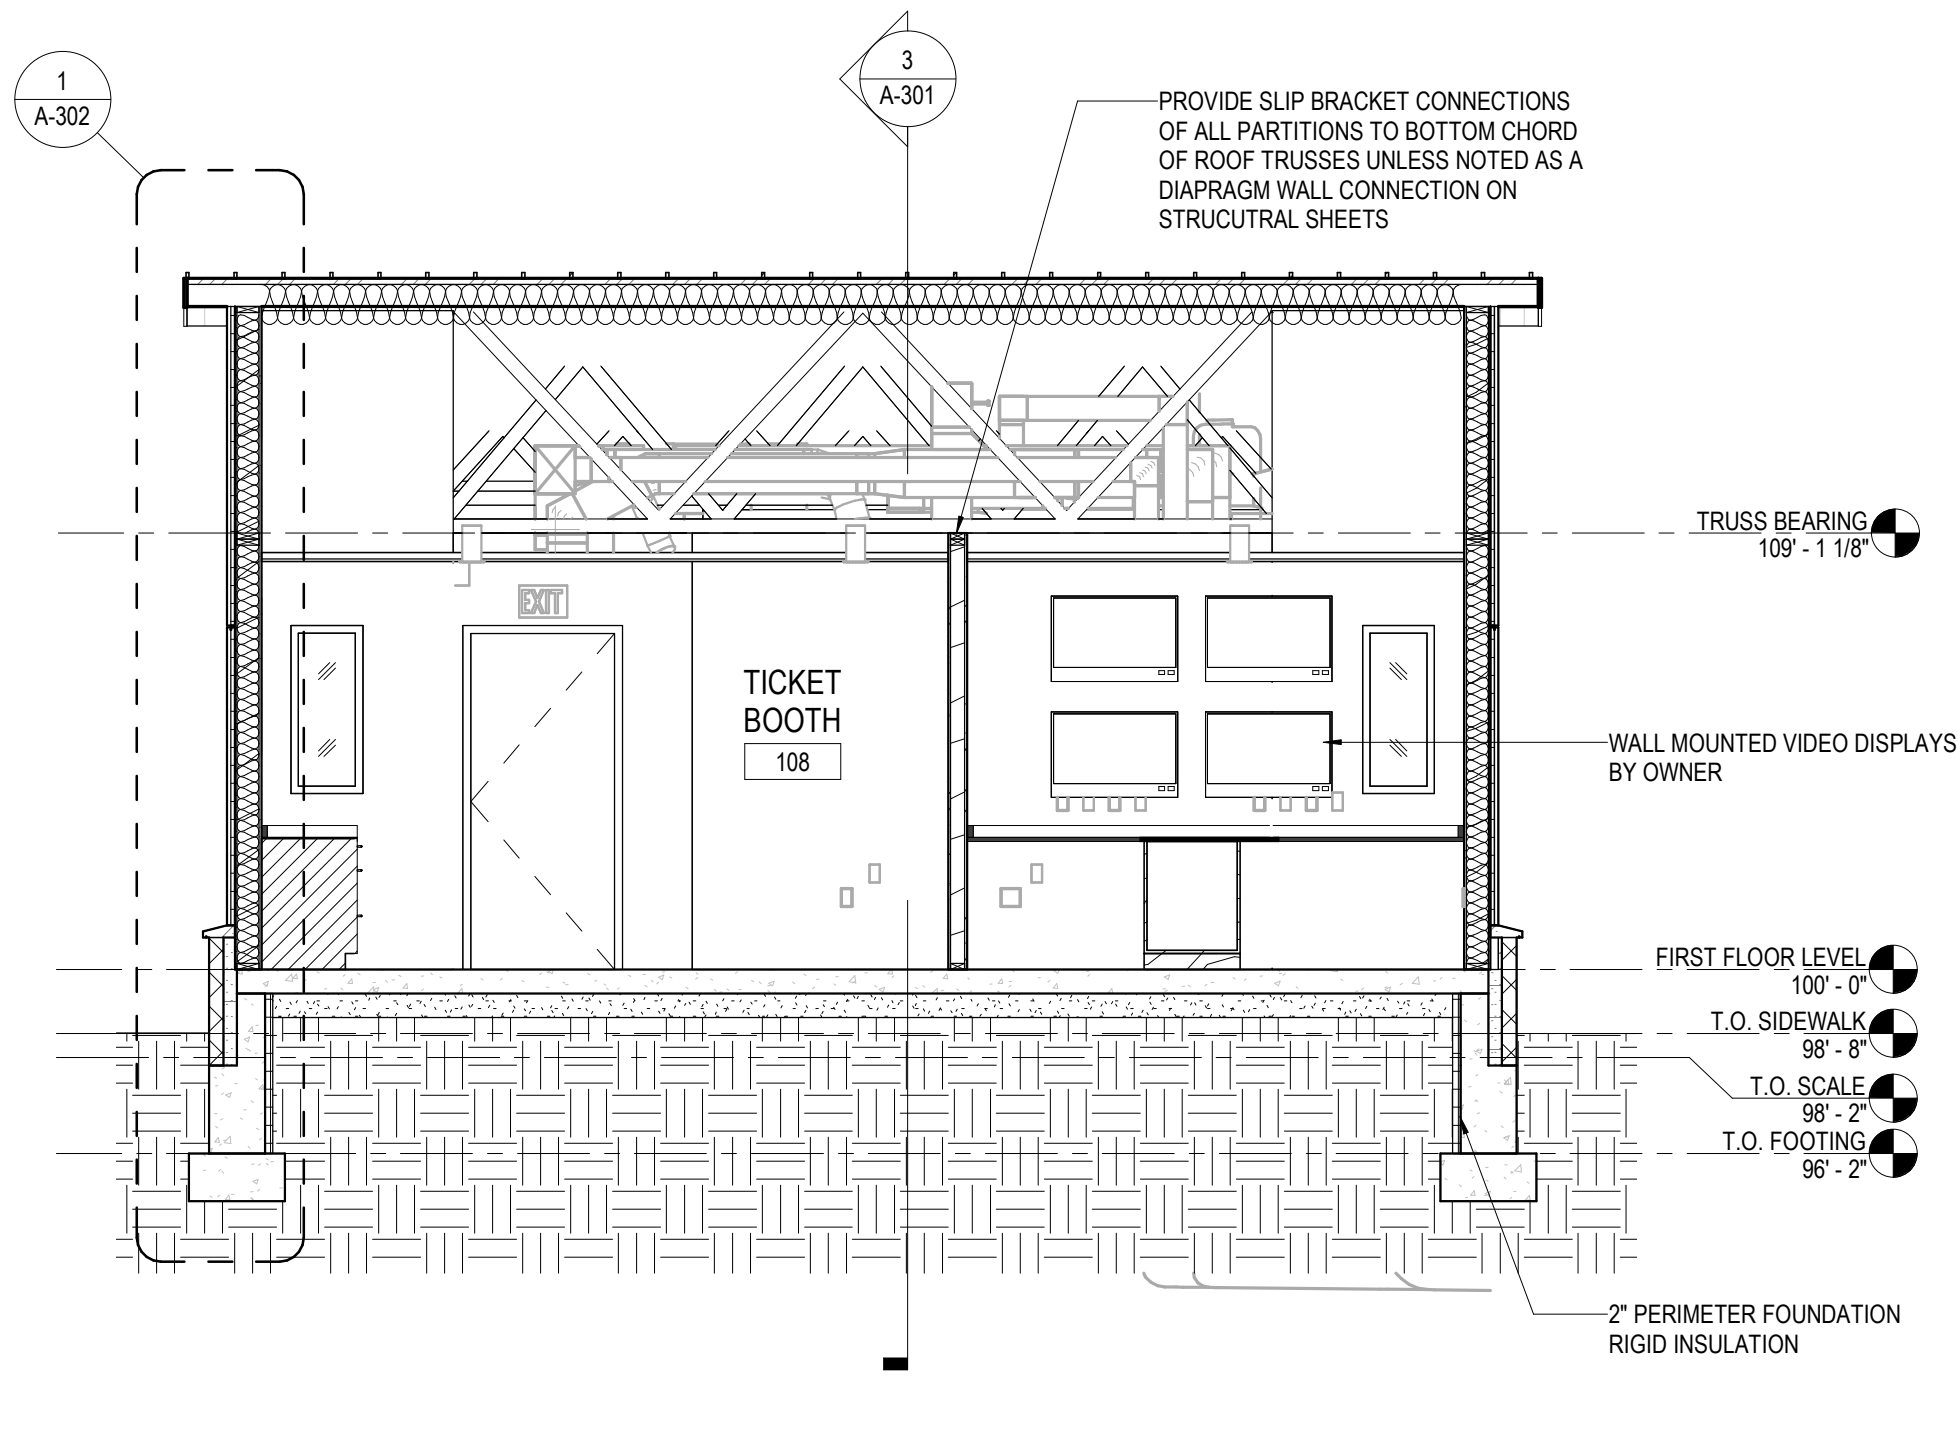 1
A-302
3
A-301
PROVIDE SLIP BRACKET CONNECTIONS
OF ALL PARTITIONS TO BOTTOM CHORD
OF ROOF TRUSSES UNLESS NOTED AS A
DIAPRAGM WALL CONNECTION ON
STRUCUTRAL SHEETS
TRUSS BEARING
109' - 1 1/8"
EXIT
TICKET
BOOTH
108
WALL MOUNTED VIDEO DISPLAYS
BY OWNER
FIRST FLOOR LEVEL
100' - 0"
T.O. SIDEWALK
98' - 8"
T.O. SCALE
98' - 2"
T.O. FOOTING
96' - 2"
2" PERIMETER FOUNDATION
RIGID INSULATION